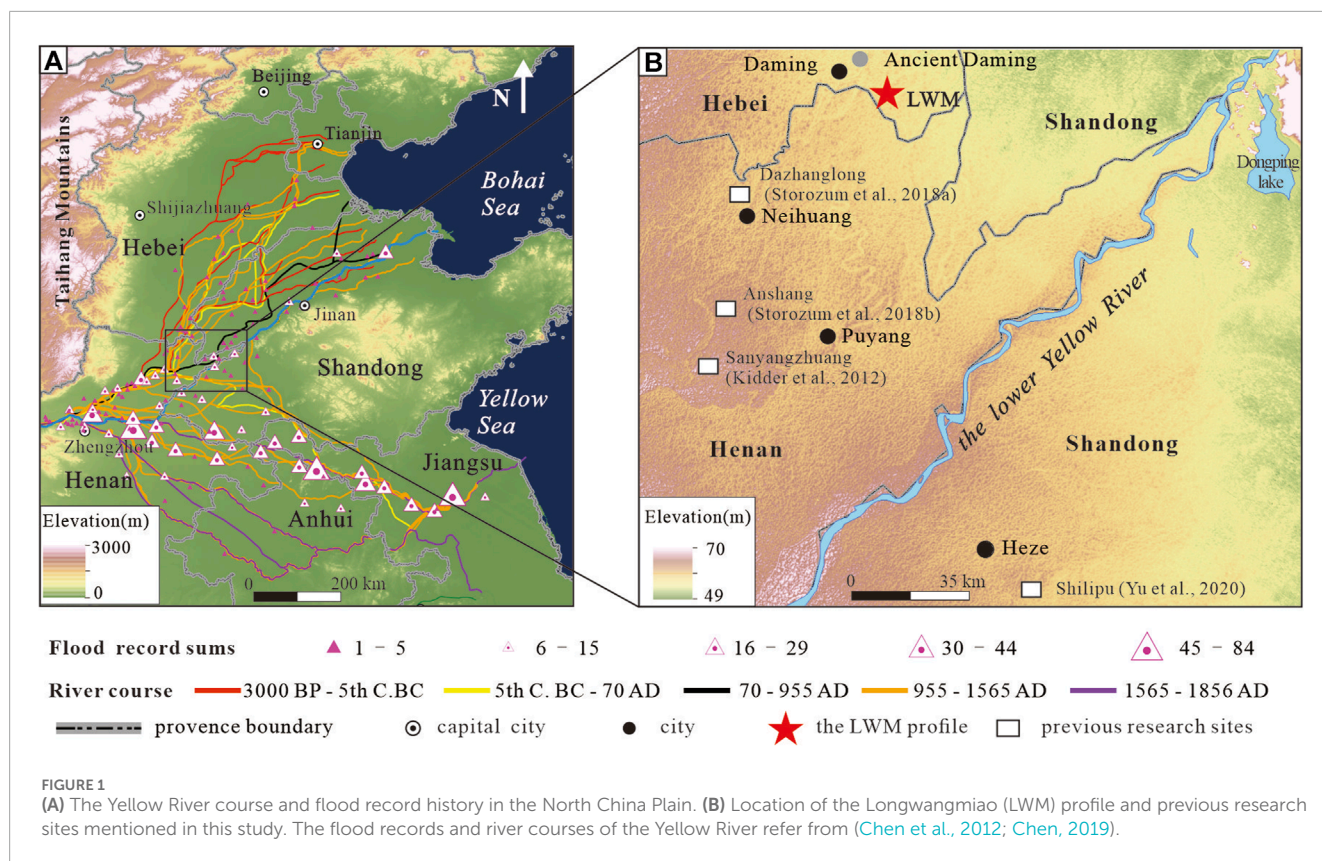 A
Beijing
N
Tianjin
Taihang Mountains
Bohai
Sea
Shijiazhuang
Hebei
Jinan
Shandong
Yellow
Sea
Zhengzhou
Jiangsu
Henan
Anhui
Elevation(m)
3000
0
0 200 km
B
Daming
Ancient Daming
Hebei
LWM
Shandong
Dongping
lake
Dazhanglong
(Storozum et al., 2018a)
Neihuang
Anshang
(Storozum et al., 2018b)
Puyang
Sanyangzhuang
(Kidder et al., 2012)
the lower Yellow River
Henan
Shandong
Elevation(m)
70
49
Heze
0 35 km
Shilipu (Yu et al., 2020)
Flood record sums 1 - 5 6 - 15 16 - 29 30 - 44 45 - 84
River course 3000 BP - 5th C.BC 5th C. BC - 70 AD 70 - 955 AD 955 - 1565 AD 1565 - 1856 AD
provence boundary capital city city the LWM profile previous research sites
FIGURE 1
(A) The Yellow River course and flood record history in the North China Plain. (B) Location of the Longwangmiao (LWM) profile and previous research
sites mentioned in this study. The flood records and river courses of the Yellow River refer from (Chen et al., 2012; Chen, 2019).